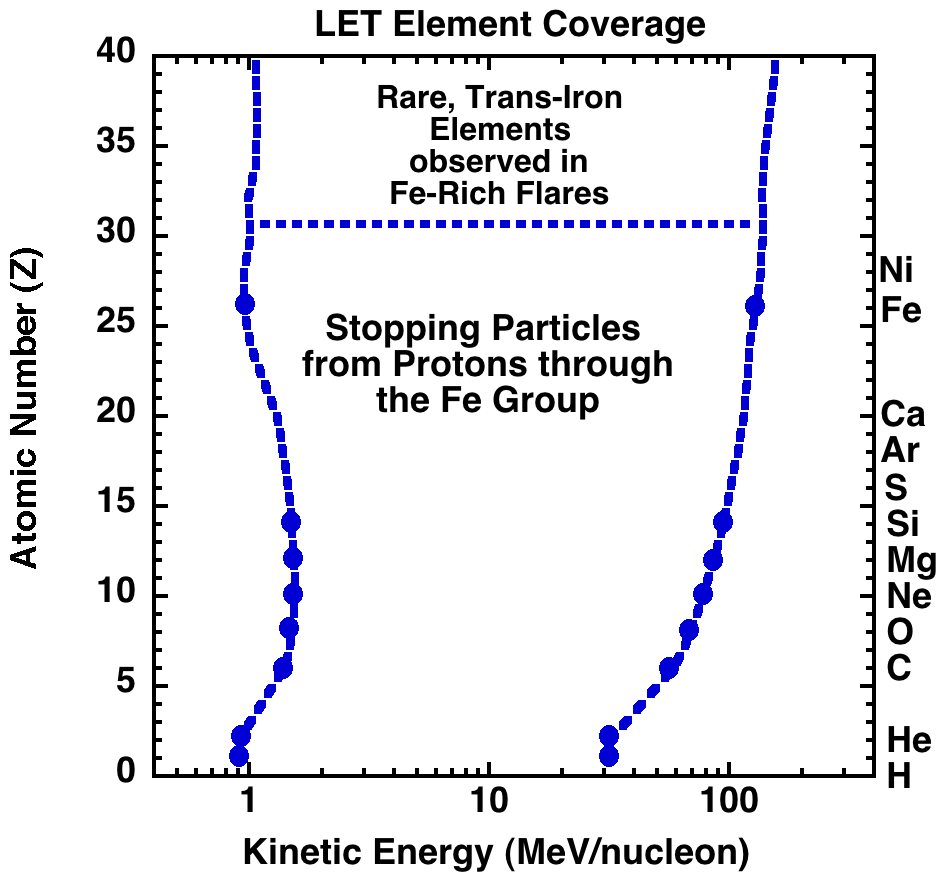 LET Element Coverage
40
35
30
25
20
15
10
5
0
Atomic Number (Z)
Rare, Trans-Iron
Elements
observed in
Fe-Rich Flares
Stopping Particles
from Protons through
the Fe Group
Ni
Fe
Ca
Ar
S
Si
Mg
Ne
O
C
He
H
1 10 100
Kinetic Energy (MeV/nucleon)